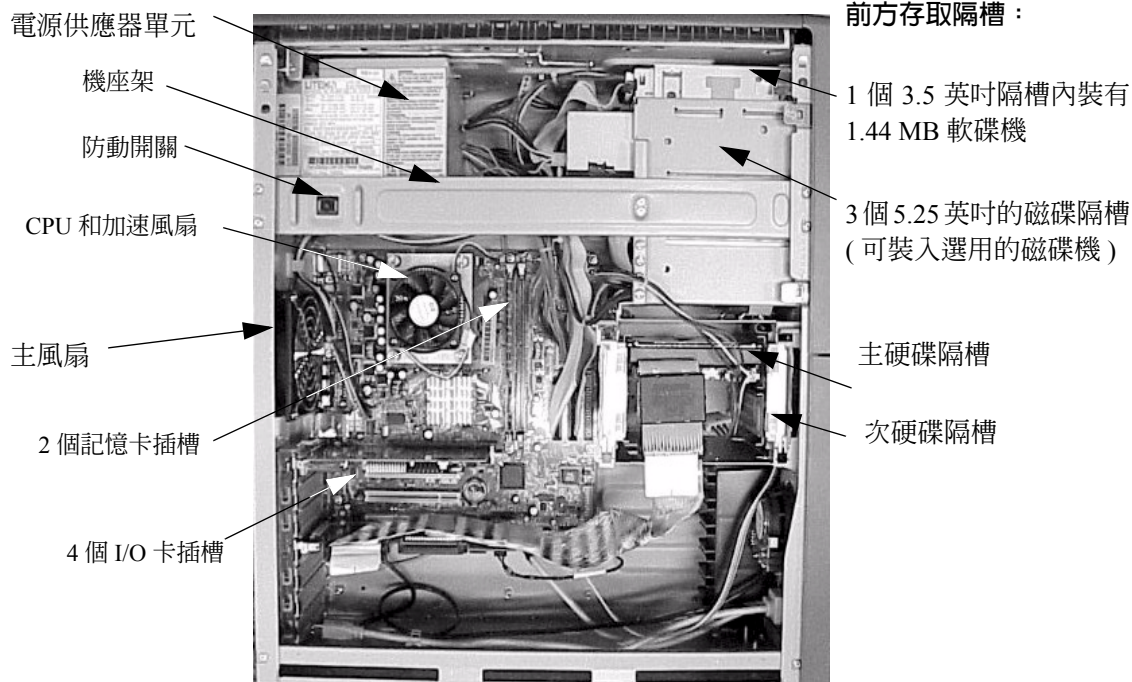 前方存取隔槽：
電源供應器單元
機座架
防動開關
CPU 和加速風扇
主風扇
2 個記憶卡插槽
4 個 I/O 卡插槽
1 個 3.5 英吋隔槽內裝有
1.44 MB 軟碟機
3 個 5.25 英吋的磁碟隔槽
( 可裝入選用的磁碟機 )
主硬碟隔槽
次硬碟隔槽